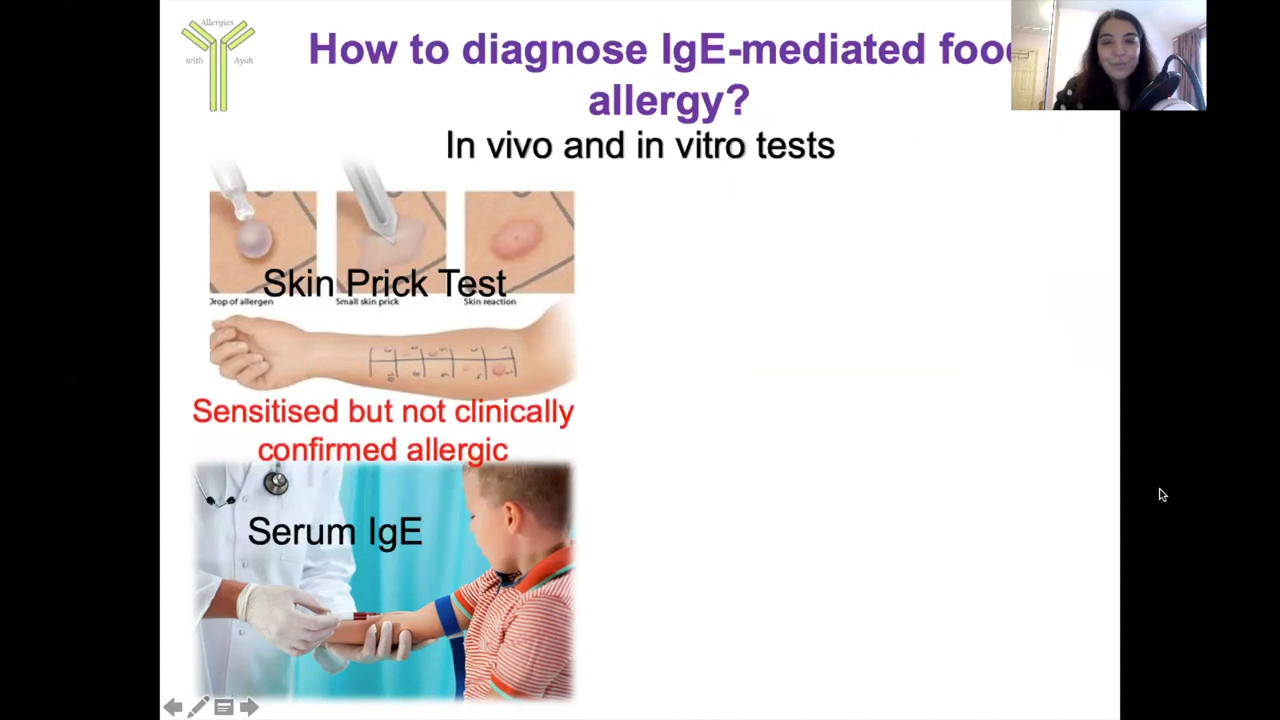 Allergies
with Ayah
How to diagnose IgE-mediated foo
allergy?
In vivo and in vitro tests
Skin Prick Test
Drop of allergen
Small skin prick
Skin reaction
Sensitised but not clinically
confirmed allergic
Serum IgE